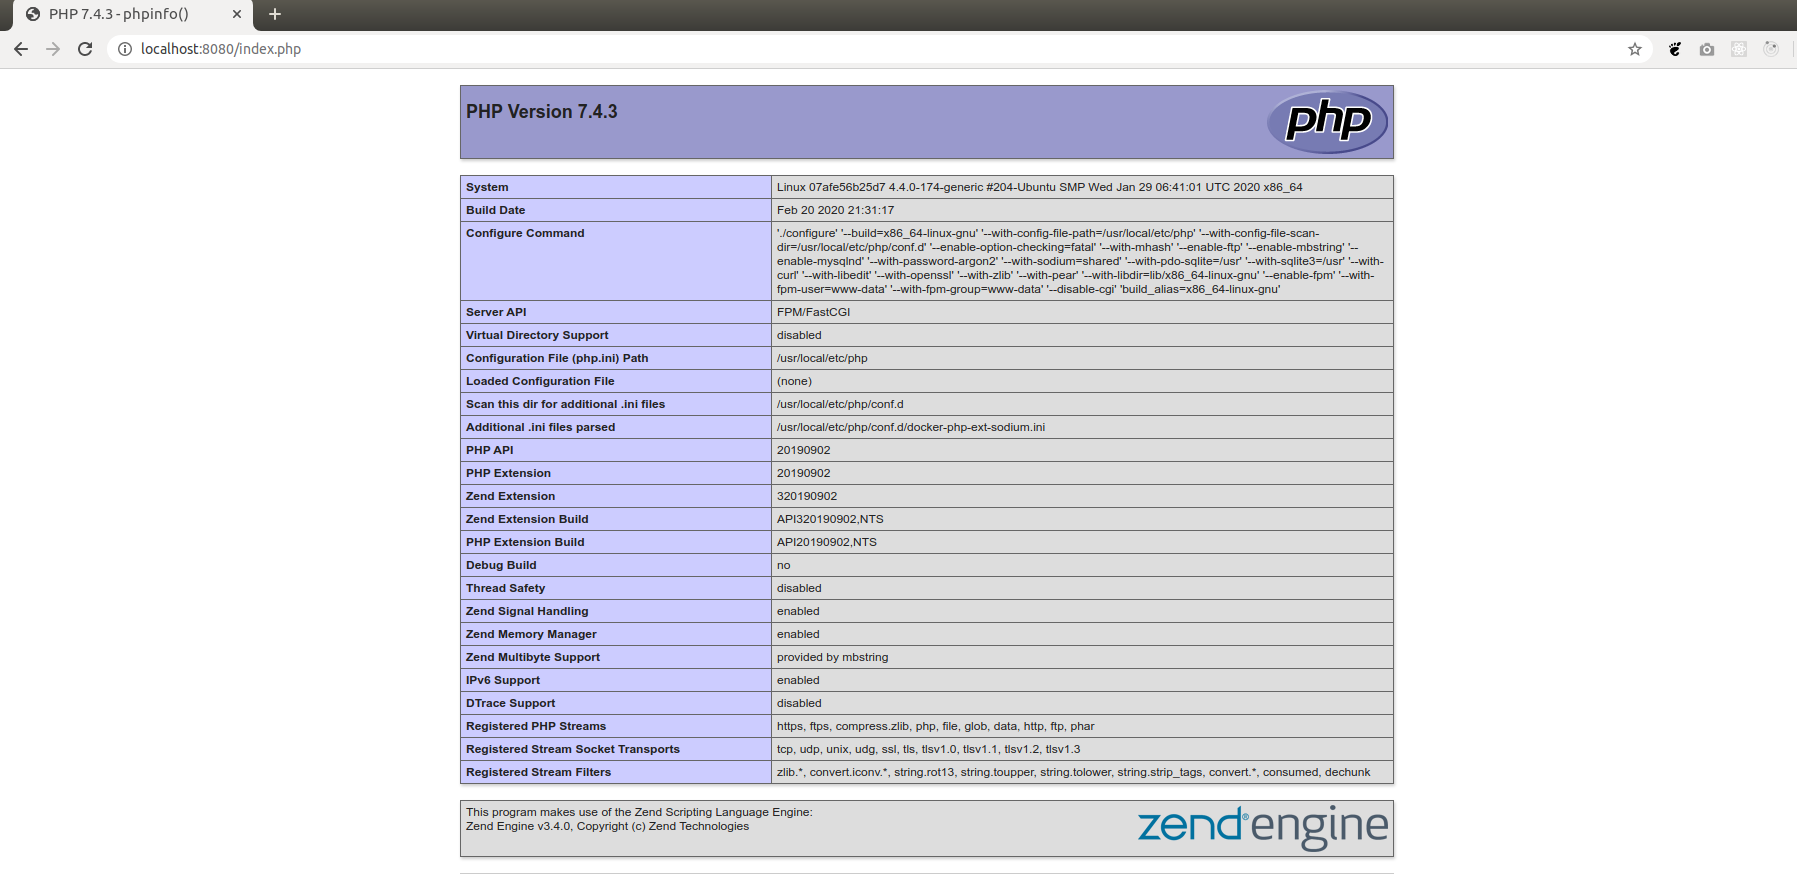 PHP 7.4.3 - phpinfo()
localhost:8080/index.php
PHP Version 7.4.3
php
System Linux 07afe56b25d7 4.4.0-174-generic #204-Ubuntu SMP Wed Jan 29 06:41:01 UTC 2020 x86_64
Build Date Feb 20 2020 21:31:17
Configure Command './configure' '--build=x86_64-linux-gnu' '--with-config-file-path=/usr/local/etc/php' '--with-config-file-scan-
dir=/usr/local/etc/php/conf.d' '--enable-option-checking=fatal' '--with-mhash' '--enable-ftp' '--enable-mbstring' '--
enable-mysqlnd' '--with-password-argon2' '--with-sodium=shared' '--with-pdo-sqlite=/usr' '--with-sqlite3=/usr' '--with-
curl' '--with-libedit' '--with-openssl' '--with-zlib' '--with-pear' '--with-libdir=lib/x86_64-linux-gnu' '--enable-fpm' '--with-
fpm-user=www-data' '--with-fpm-group=www-data' '--disable-cgi' 'build_alias=x86_64-linux-gnu'
Server API FPM/FastCGI
Virtual Directory Support disabled
Configuration File (php.ini) Path /usr/local/etc/php
Loaded Configuration File (none)
Scan this dir for additional .ini files /usr/local/etc/php/conf.d
Additional .ini files parsed /usr/local/etc/php/conf.d/docker-php-ext-sodium.ini
PHP API 20190902
PHP Extension 20190902
Zend Extension 320190902
Zend Extension Build API320190902,NTS
PHP Extension Build API20190902,NTS
Debug Build no
Thread Safety disabled
Zend Signal Handling enabled
Zend Memory Manager enabled
Zend Multibyte Support provided by mbstring
IPv6 Support enabled
DTrace Support disabled
Registered PHP Streams https, ftps, compress.zlib, php, file, glob, data, http, ftp, phar
Registered Stream Socket Transports tcp, udp, unix, udg, ssl, tls, tlsv1.0, tlsv1.1, tlsv1.2, tlsv1.3
Registered Stream Filters zlib.*, convert.iconv.*, string.rot13, string.toupper, string.tolower, string.strip_tags, convert.*, consumed, dechunk
This program makes use of the Zend Scripting Language Engine:
Zend Engine v3.4.0, Copyright (c) Zend Technologies
zend®engine